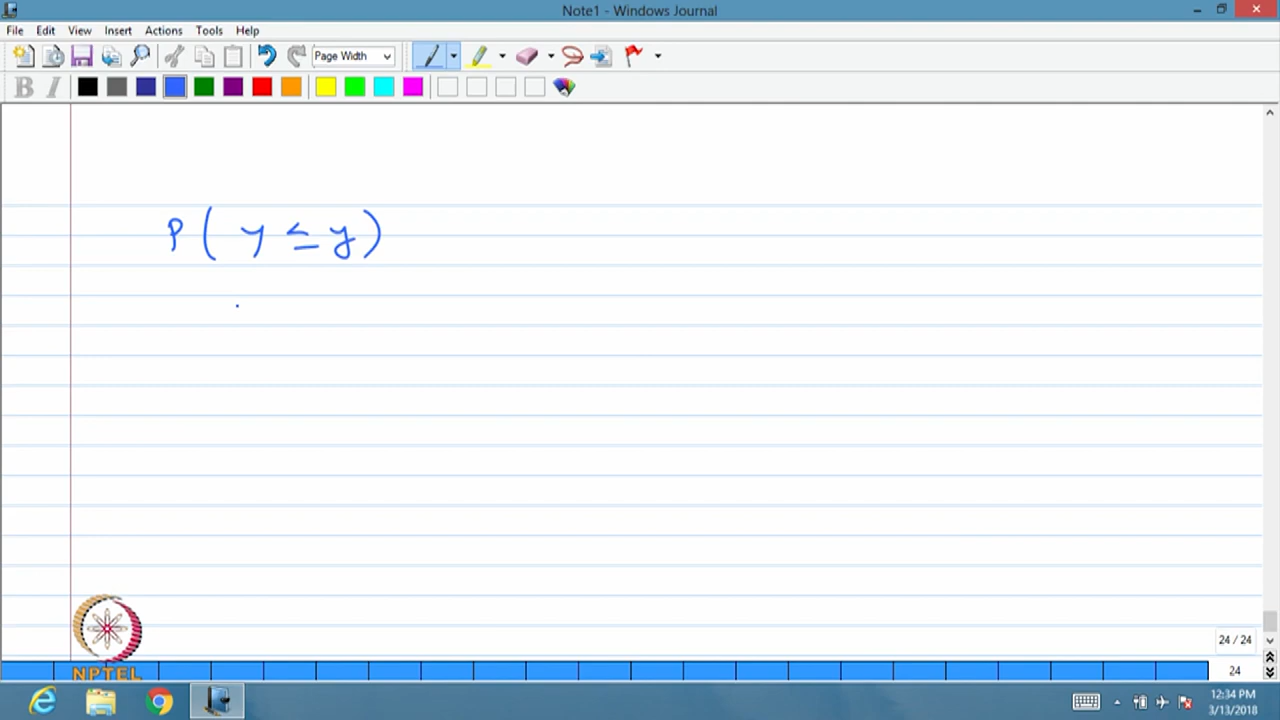 Note1 - Windows Journal
File Edit View Insert Actions Tools Help
Page Width
B I
P ( Y ≤ y )
24 / 24
24
NPTEL
12:34 PM
3/13/2018